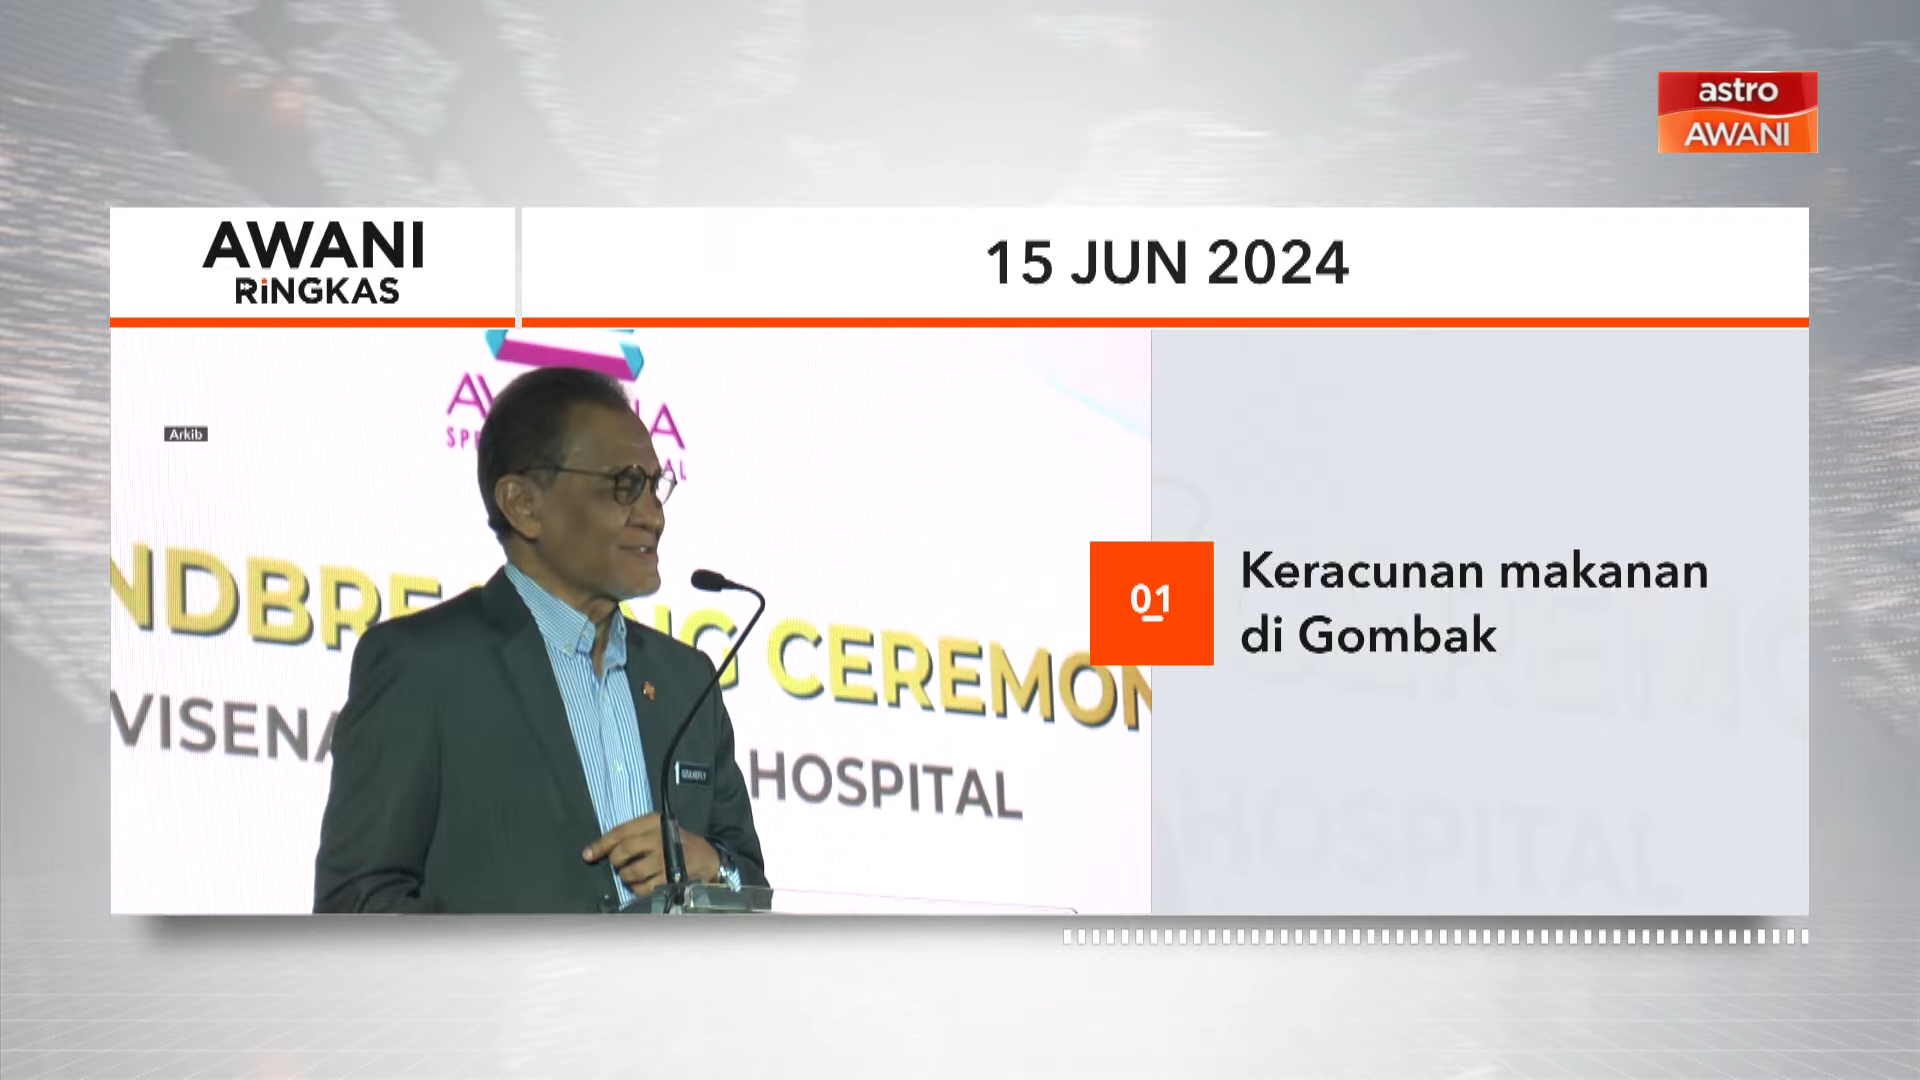 astro
AWANI
AWANI
RiNGKAS
15 JUN 2024
Arkib
CEREMON
HOSPITAL
01
Keracunan makanan
di Gombak